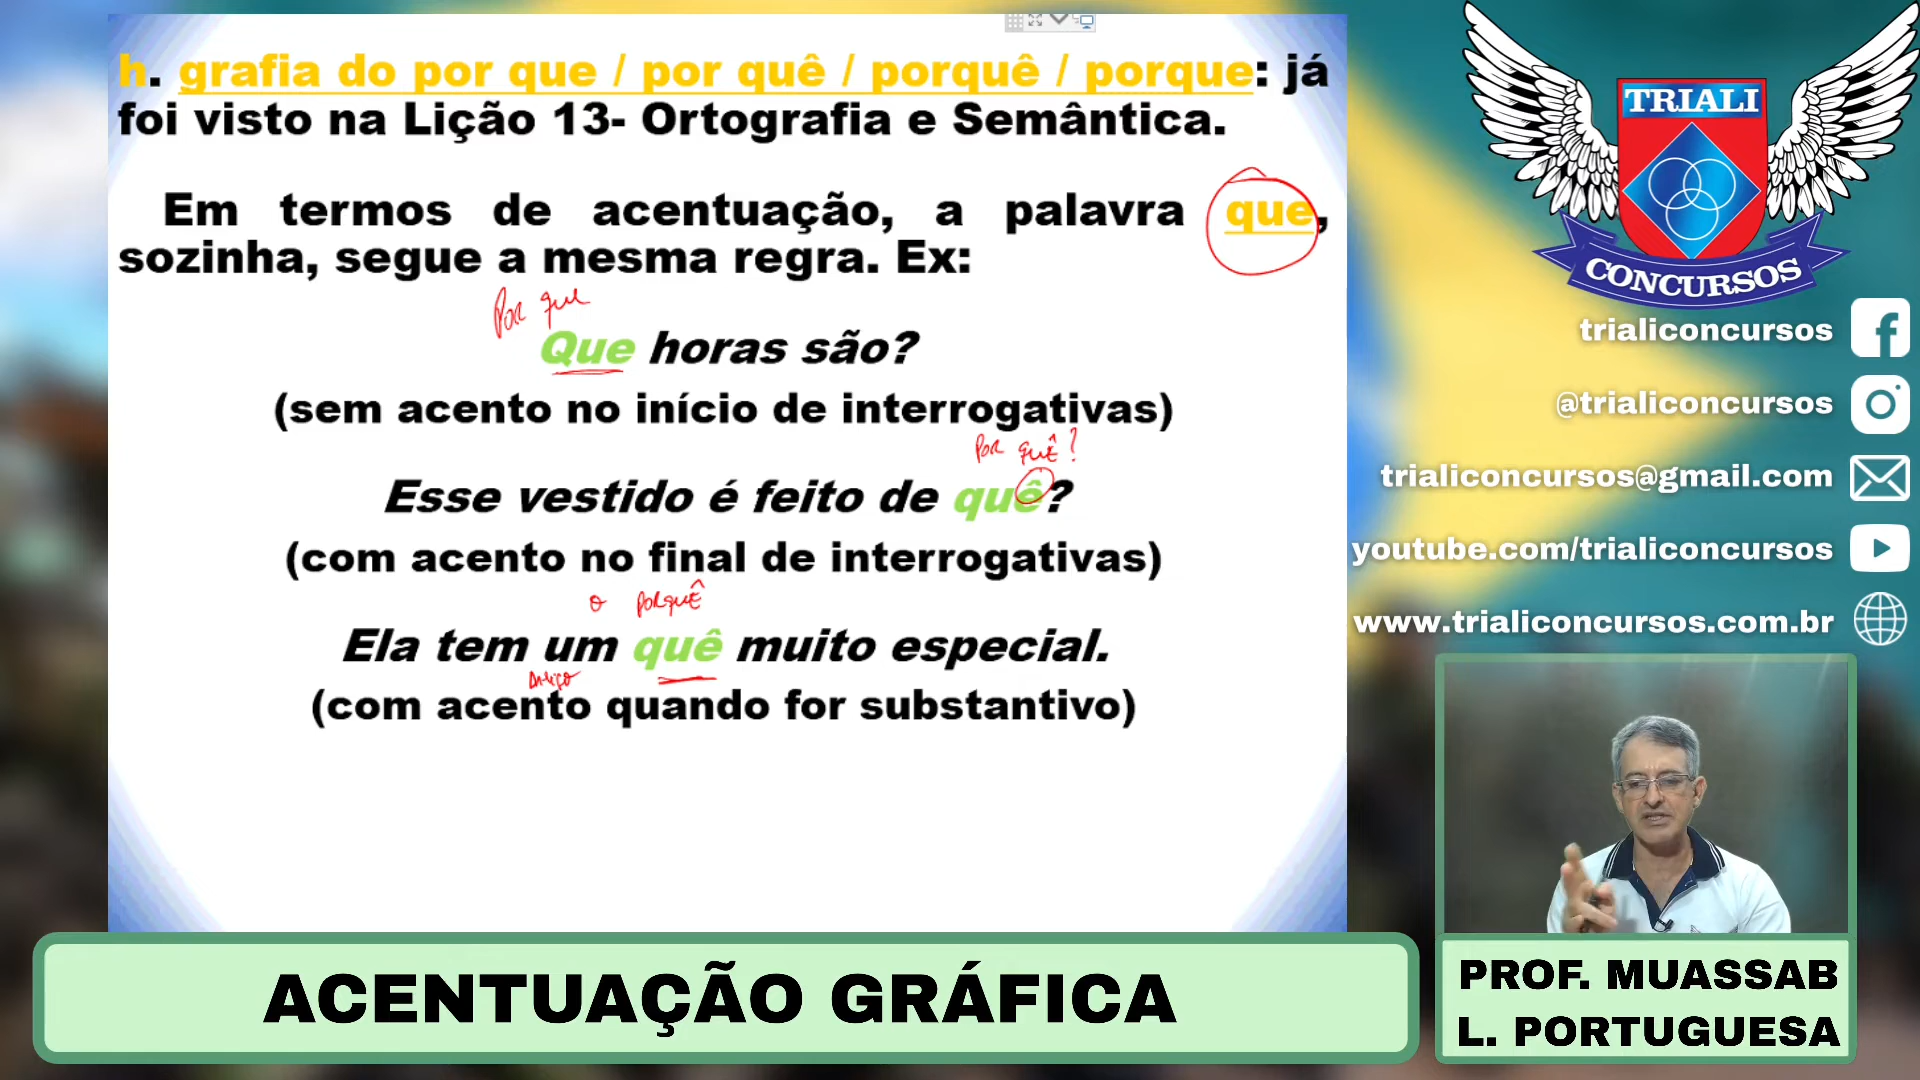 h. grafia do por que / por quê / porquê / porque: já
foi visto na Lição 13- Ortografia e Semântica.
Em termos de acentuação, a palavra que,
sozinha, segue a mesma regra. Ex:
Por que
Que horas são?
(sem acento no início de interrogativas)
Por quê?
Esse vestido é feito de quê?
(com acento no final de interrogativas)
o porquê
Ela tem um quê muito especial.
(com acento quando for substantivo)
ACENTUAÇÃO GRÁFICA
TRIALI
CONCURSOS
trialiconcursos
@trialiconcursos
trialiconcursos@gmail.com
youtube.com/trialiconcursos
www.trialiconcursos.com.br
PROF. MUASSAB
L. PORTUGUESA